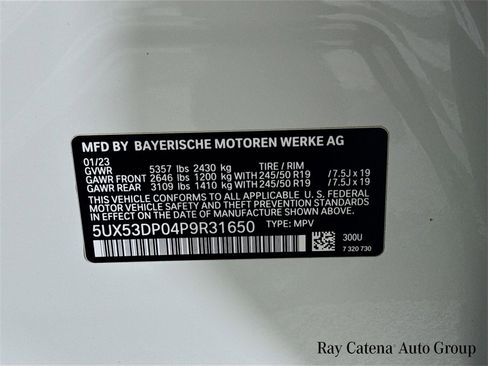 MFD BY BAYERISCHE MOTOREN WERKE AG
01/23
GVWR 5357 lbs 2430 kg TIRE / RIM
GAWR FRONT 2646 lbs 1200 kg WITH 245/50 R19 /7.5J x 19
GAWR REAR 3109 lbs 1410 kg WITH 245/50 R19 /7.5J x 19
THIS VEHICLE CONFORMS TO ALL APPLICABLE U. S. FEDERAL
MOTOR VEHICLE SAFETY AND THEFT PREVENTION STANDARDS
IN EFFECT ON THE DATE OF MANUFACTURE SHOWN ABOVE.
5UX53DP04P9R31650 TYPE: MPV
300U
7 320 730
Ray Catena Auto Group